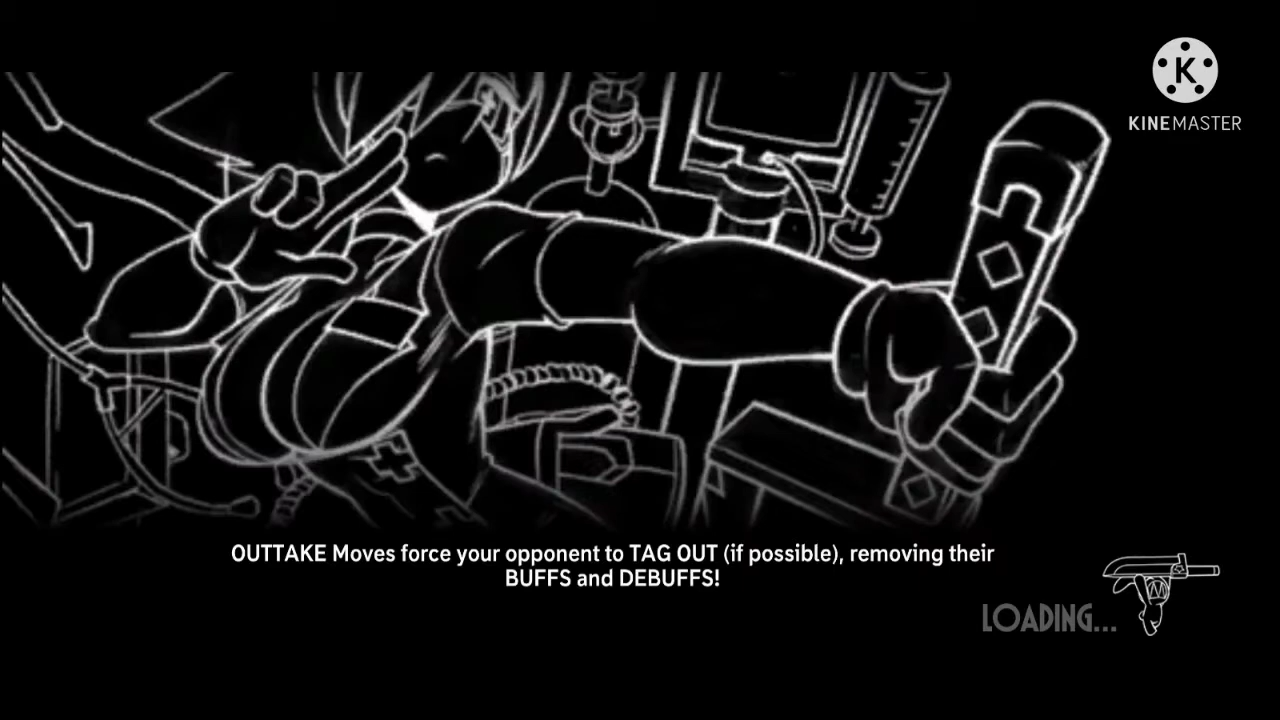 K
KINEMASTER
OUTTAKE Moves force your opponent to TAG OUT (if possible), removing their
BUFFS and DEBUFFS!
LOADING...